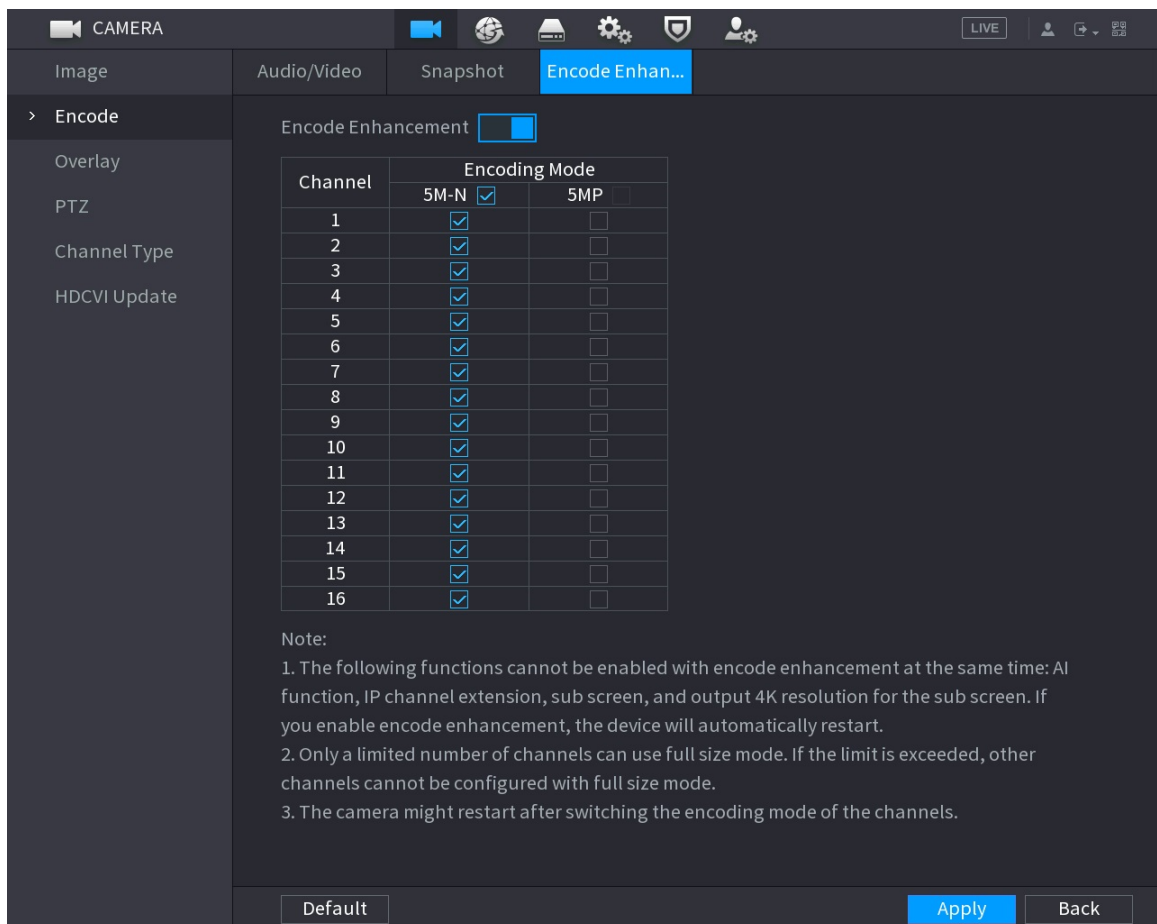 CAMERA
LIVE
Image
Audio/Video
Snapshot
Encode Enhan...
> Encode
Overlay
PTZ
Channel Type
HDCVI Update
Encode Enhancement
Channel
Encoding Mode
5M-N
5MP
1
2
3
4
5
6
7
8
9
10
11
12
13
14
15
16
Note:
1. The following functions cannot be enabled with encode enhancement at the same time: AI
function, IP channel extension, sub screen, and output 4K resolution for the sub screen. If
you enable encode enhancement, the device will automatically restart.
2. Only a limited number of channels can use full size mode. If the limit is exceeded, other
channels cannot be configured with full size mode.
3. The camera might restart after switching the encoding mode of the channels.
Default
Apply
Back